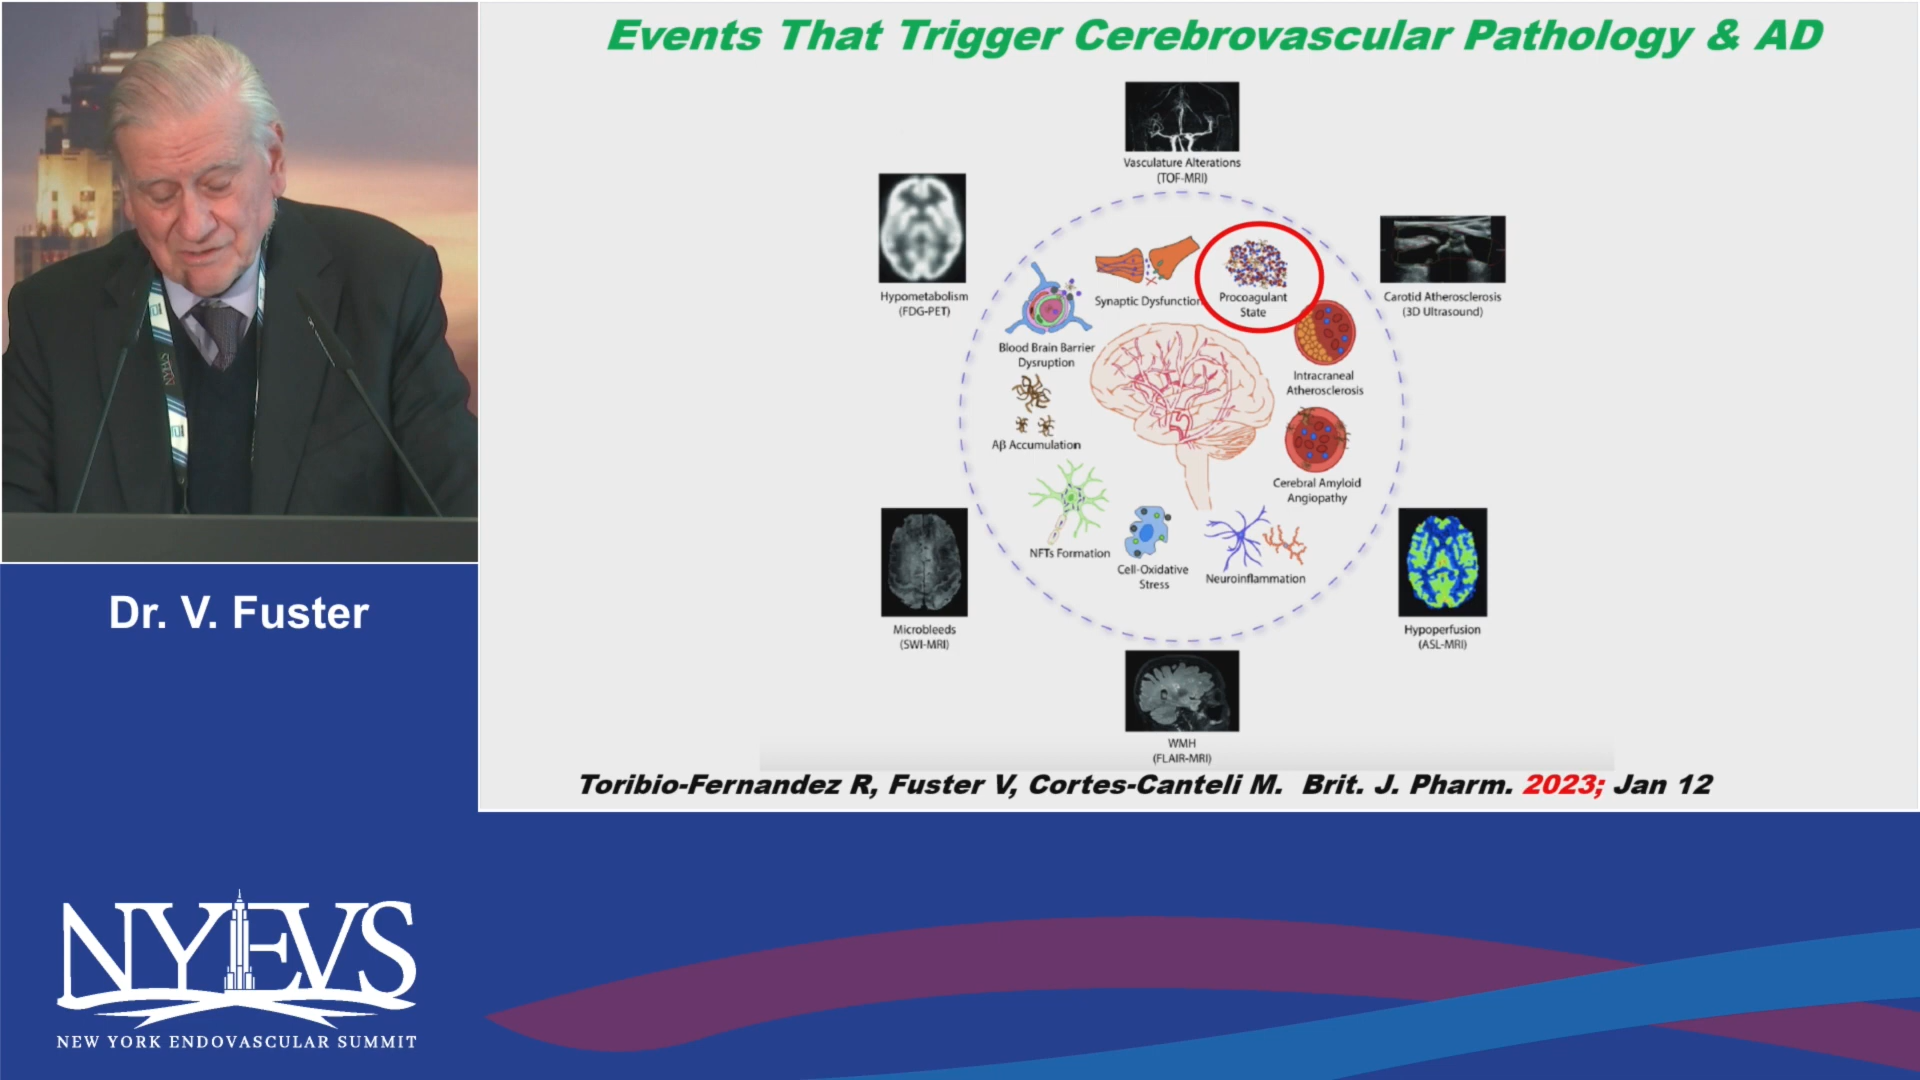 Events That Trigger Cerebrovascular Pathology & AD
Vasculature Alterations
(TOF-MRI)
Hypometabolism
(FDG-PET)
Carotid Atherosclerosis
(3D Ultrasound)
Synaptic Dysfunction
Procoagulant
State
Blood Brain Barrier
Dysruption
Intracraneal
Atherosclerosis
Aβ Accumulation
Cerebral Amyloid
Angiopathy
NFTs Formation
Cell-Oxidative
Stress
Neuroinflammation
Microbleeds
(SWI-MRI)
Hypoperfusion
(ASL-MRI)
WMH
(FLAIR-MRI)
Toribio-Fernandez R, Fuster V, Cortes-Canteli M. Brit. J. Pharm. 2023; Jan 12
Dr. V. Fuster
NYEVS
NEW YORK ENDOVASCULAR SUMMIT